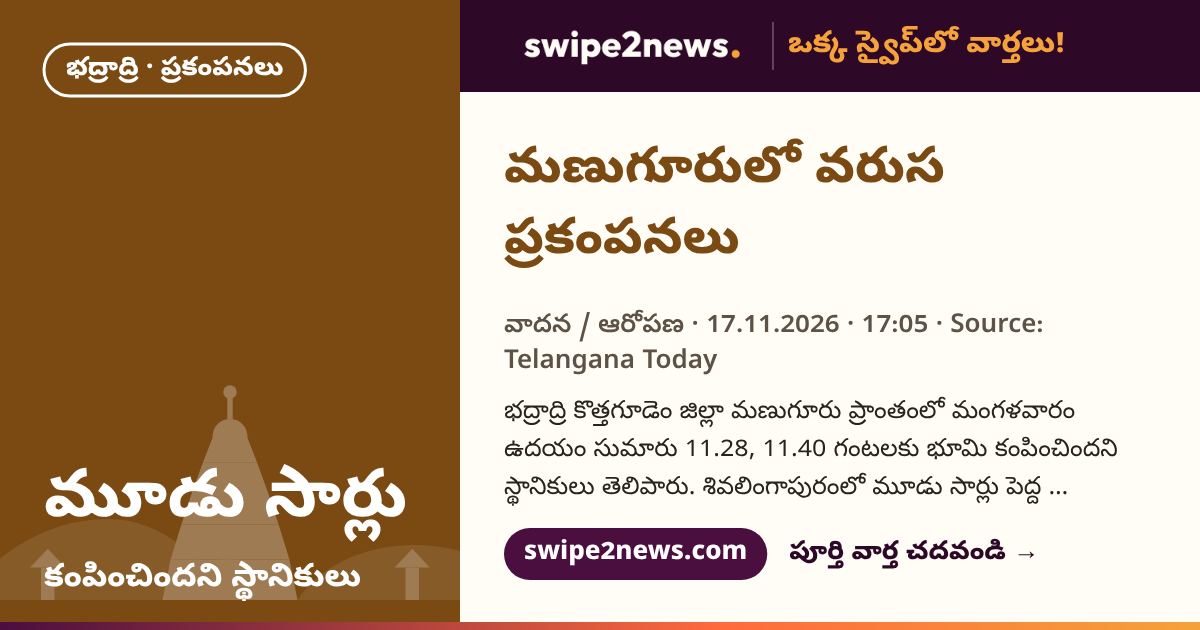 భద్రాద్రి · ప్రకంపనలు
మూడు సార్లు
కంపించిందని స్థానికులు
swipe2news.
ఒక్క స్వైప్‌లో వార్తలు!
మణుగూరులో వరుస
ప్రకంపనలు
వాదన / ఆరోపణ · 17.11.2026 · 17:05 · Source:
Telangana Today
భద్రాద్రి కొత్తగూడెం జిల్లా మణుగూరు ప్రాంతంలో మంగళవారం
ఉదయం సుమారు 11.28, 11.40 గంటలకు భూమి కంపించిందని
స్థానికులు తెలిపారు. శివలింగాపురంలో మూడు సార్లు పెద్ద ...
swipe2news.com
పూర్తి వార్త చదవండి →